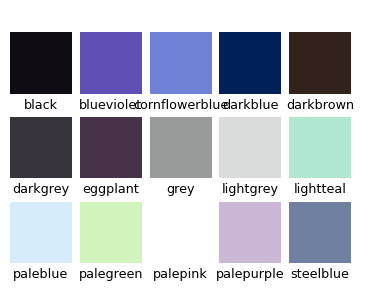 black blueviolet cornflowerblue darkblue darkbrown
darkgrey eggplant grey lightgrey lightteal
paleblue palegreen palepink palepurple steelblue